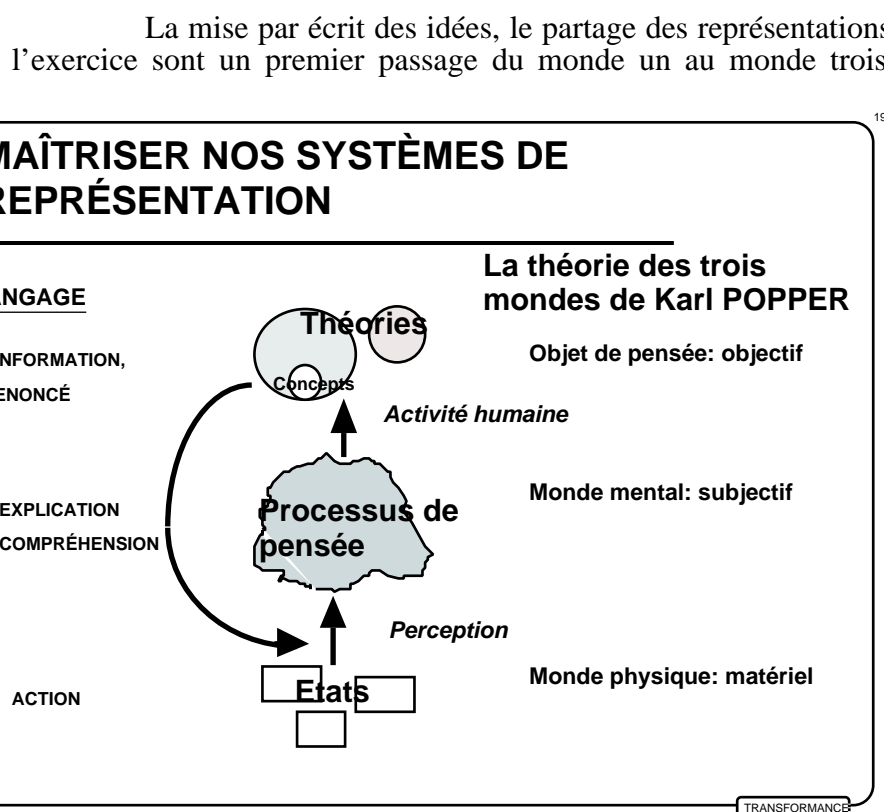 La mise par écrit des idées, le partage des représentations
l’exercice sont un premier passage du monde un au monde trois
19
MAÎTRISER NOS SYSTÈMES DE
REPRÉSENTATION
La théorie des trois
mondes de Karl POPPER
ANGAGE
Théories
Objet de pensée: objectif
NFORMATION,
Concepts
ENONCÉ
Activité humaine
Monde mental: subjectif
EXPLICATION
Processus de
COMPRÉHENSION
pensée
Perception
Monde physique: matériel
Etats
ACTION
TRANSFORMANCE